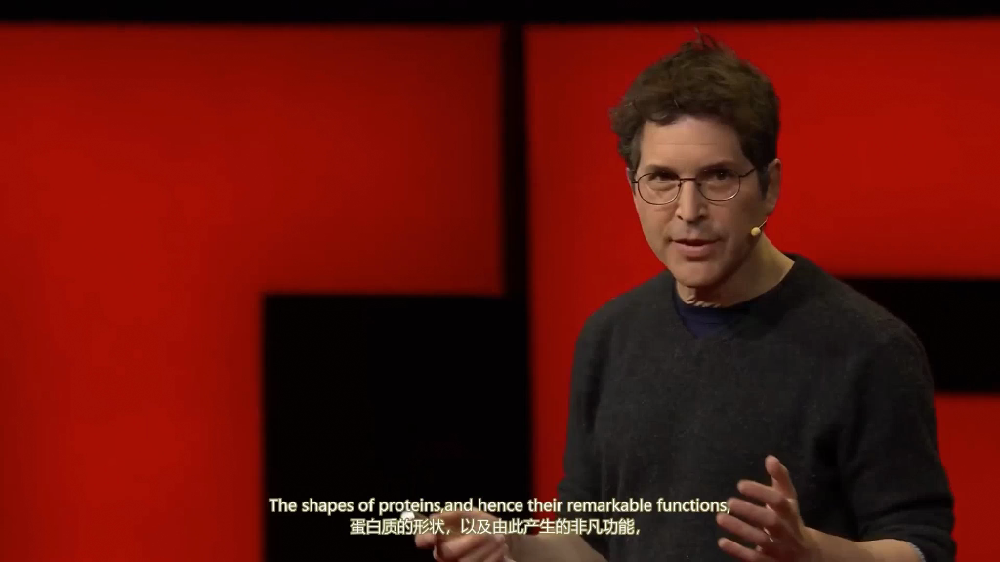 The shapes of proteins,and hence their remarkable functions,
蛋白质的形状，以及由此产生的非凡功能，